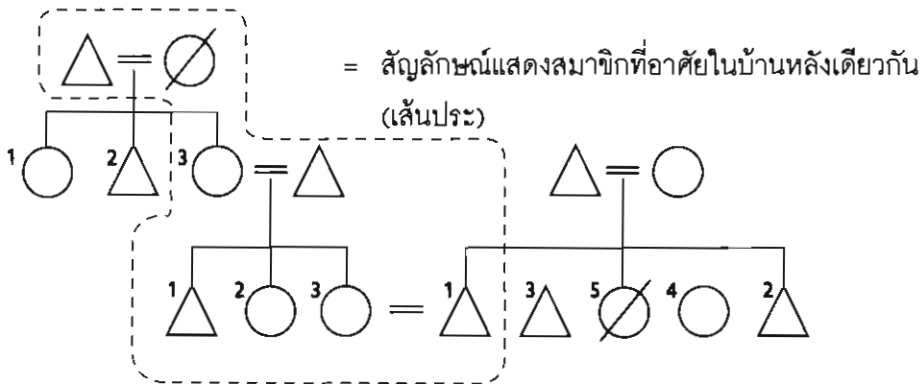 = สัญลักษณ์แสดงสมาชิกที่อาศัยในบ้านหลังเดียวกัน
(เส้นประ)
1 2 3
1 2 3 1 3 5 4 2